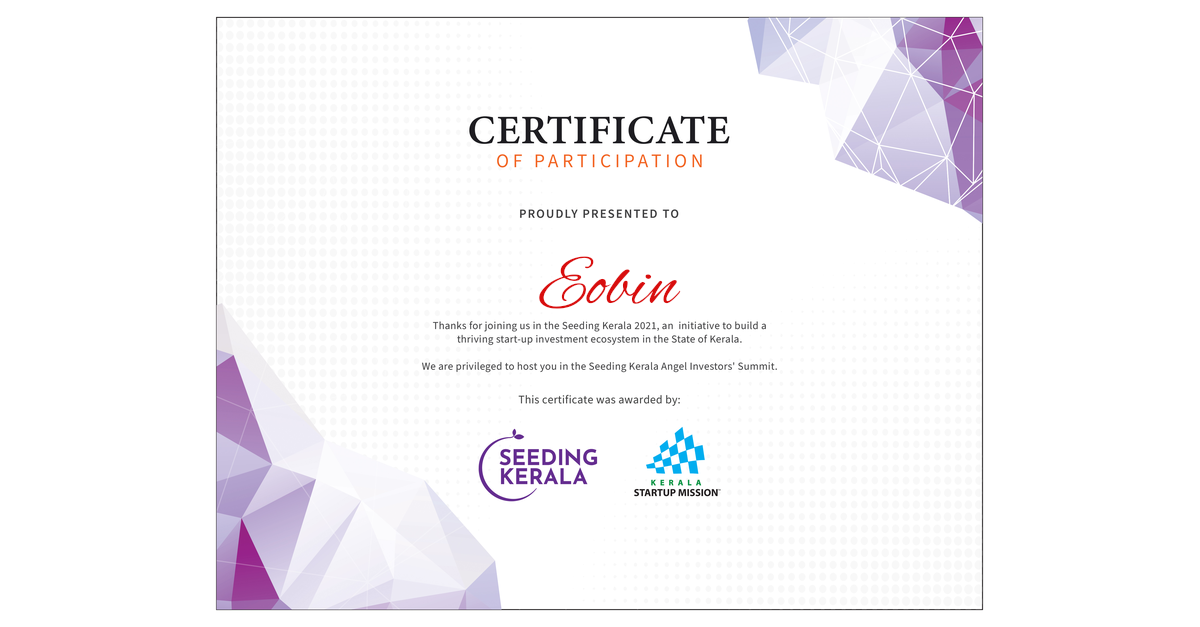 CERTIFICATE
OF PARTICIPATION
PROUDLY PRESENTED TO
Eobin
Thanks for joining us in the Seeding Kerala 2021, an initiative to build a
thriving start-up investment ecosystem in the State of Kerala.
We are privileged to host you in the Seeding Kerala Angel Investors' Summit.
This certificate was awarded by:
SEEDING
KERALA
KERALA
STARTUP MISSION